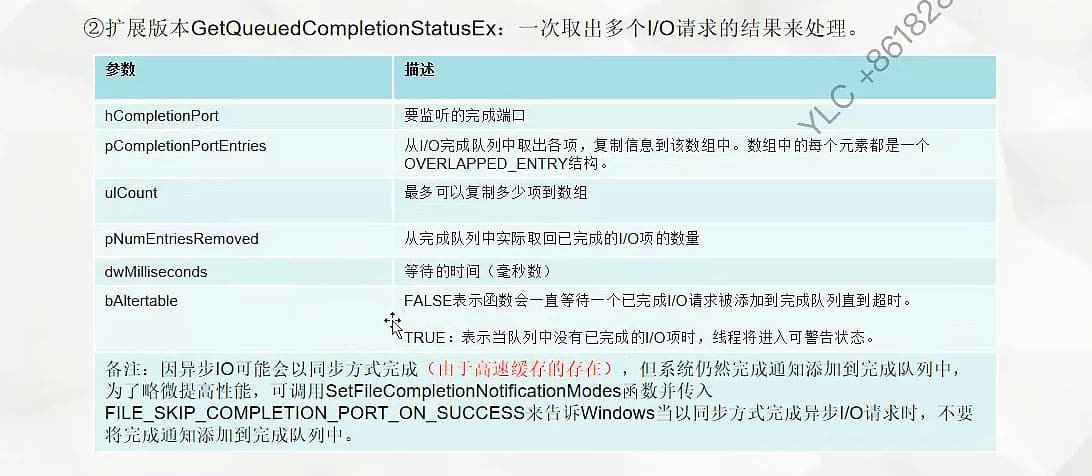 ②扩展版本GetQueuedCompletionStatusEx：一次取出多个I/O请求的结果来处理。
YLC +861828
参数 描述
hCompletionPort 要监听的完成端口
pCompletionPortEntries 从I/O完成队列中取出各项，复制信息到该数组中。数组中的每个元素都是一个
OVERLAPPED_ENTRY结构。
ulCount 最多可以复制多少项到数组
pNumEntriesRemoved 从完成队列中实际取回已完成的I/O项的数量
dwMilliseconds 等待的时间（毫秒数）
bAltertable FALSE表示函数会一直等待一个已完成I/O请求被添加到完成队列直到超时。
TRUE：表示当队列中没有已完成的I/O项时，线程将进入可警告状态。
备注：因异步IO可能会以同步方式完成（由于高速缓存的存在），但系统仍然完成通知添加到完成队列中，
为了略微提高性能，可调用SetFileCompletionNotificationModes函数并传入
FILE_SKIP_COMPLETION_PORT_ON_SUCCESS来告诉Windows当以同步方式完成异步I/O请求时，不要
将完成通知添加到完成队列中。